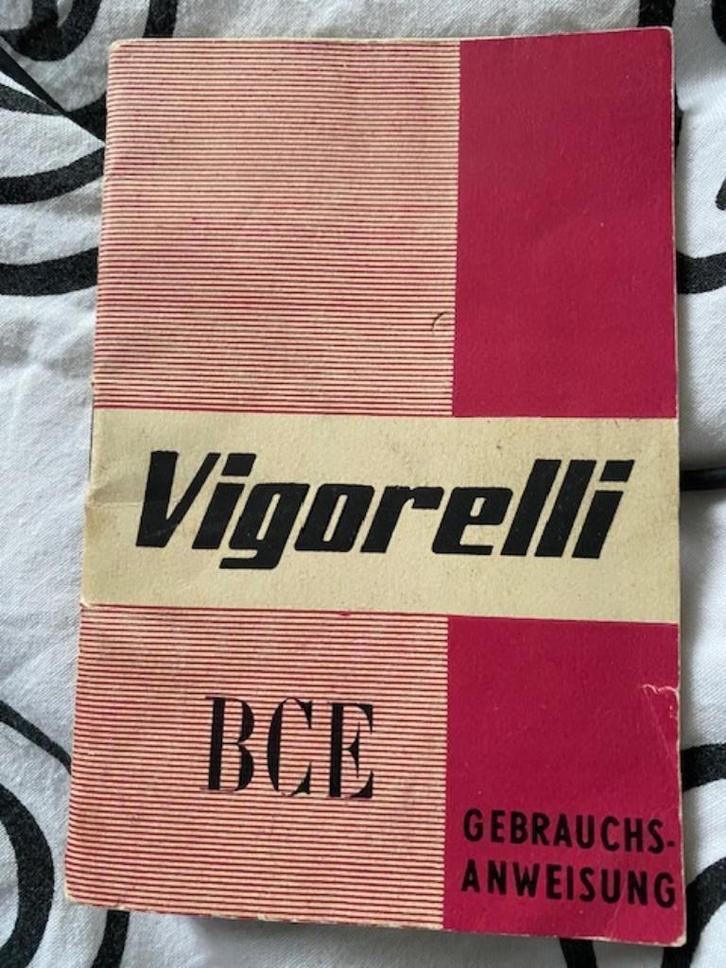 Vigorelli
BCE
GEBRAUCHS-
ANWEISUNG